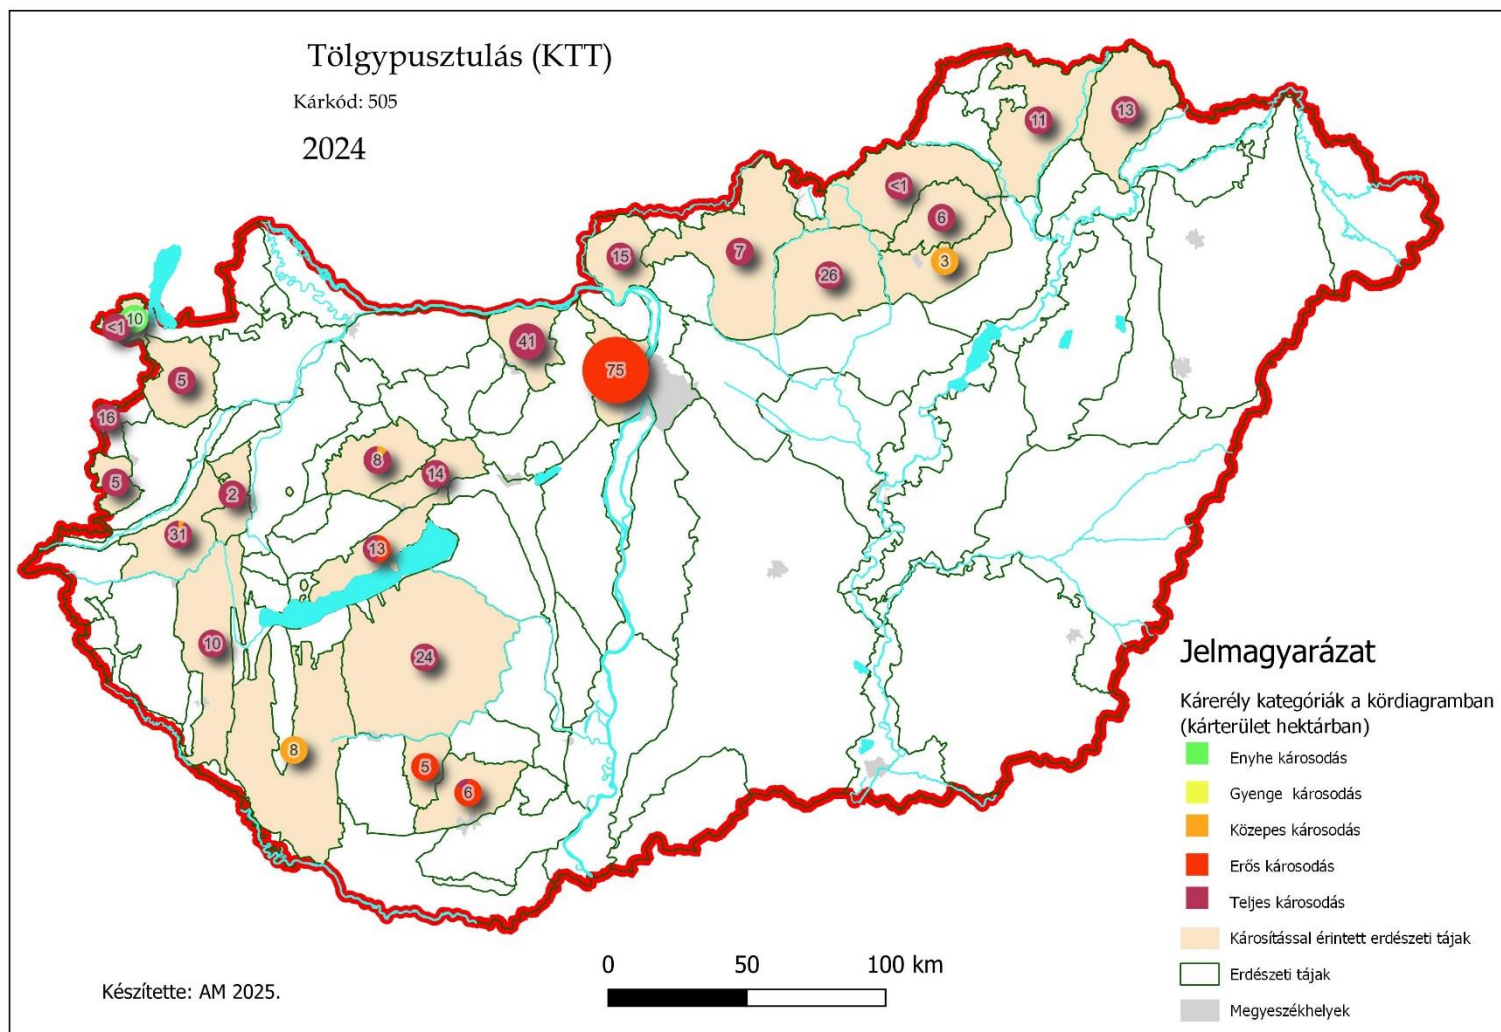 Tölgypusztulás (KTT)
Kárkód: 505
2024
13
11
<1
6
15
7
3
26
10
<1
41
75
5
16
8
14
5
2
31
13
10
24
8
5
6
Jelmagyarázat
Kárerély kategóriák a kördiagramban
(kárterület hektárban)
Enyhe károsodás
Gyenge károsodás
Közepes károsodás
Erős károsodás
Teljes károsodás
Károsítással érintett erdészeti tájak
Erdészeti tájak
Megyeszékhelyek
0 50 100 km
Készítette: AM 2025.